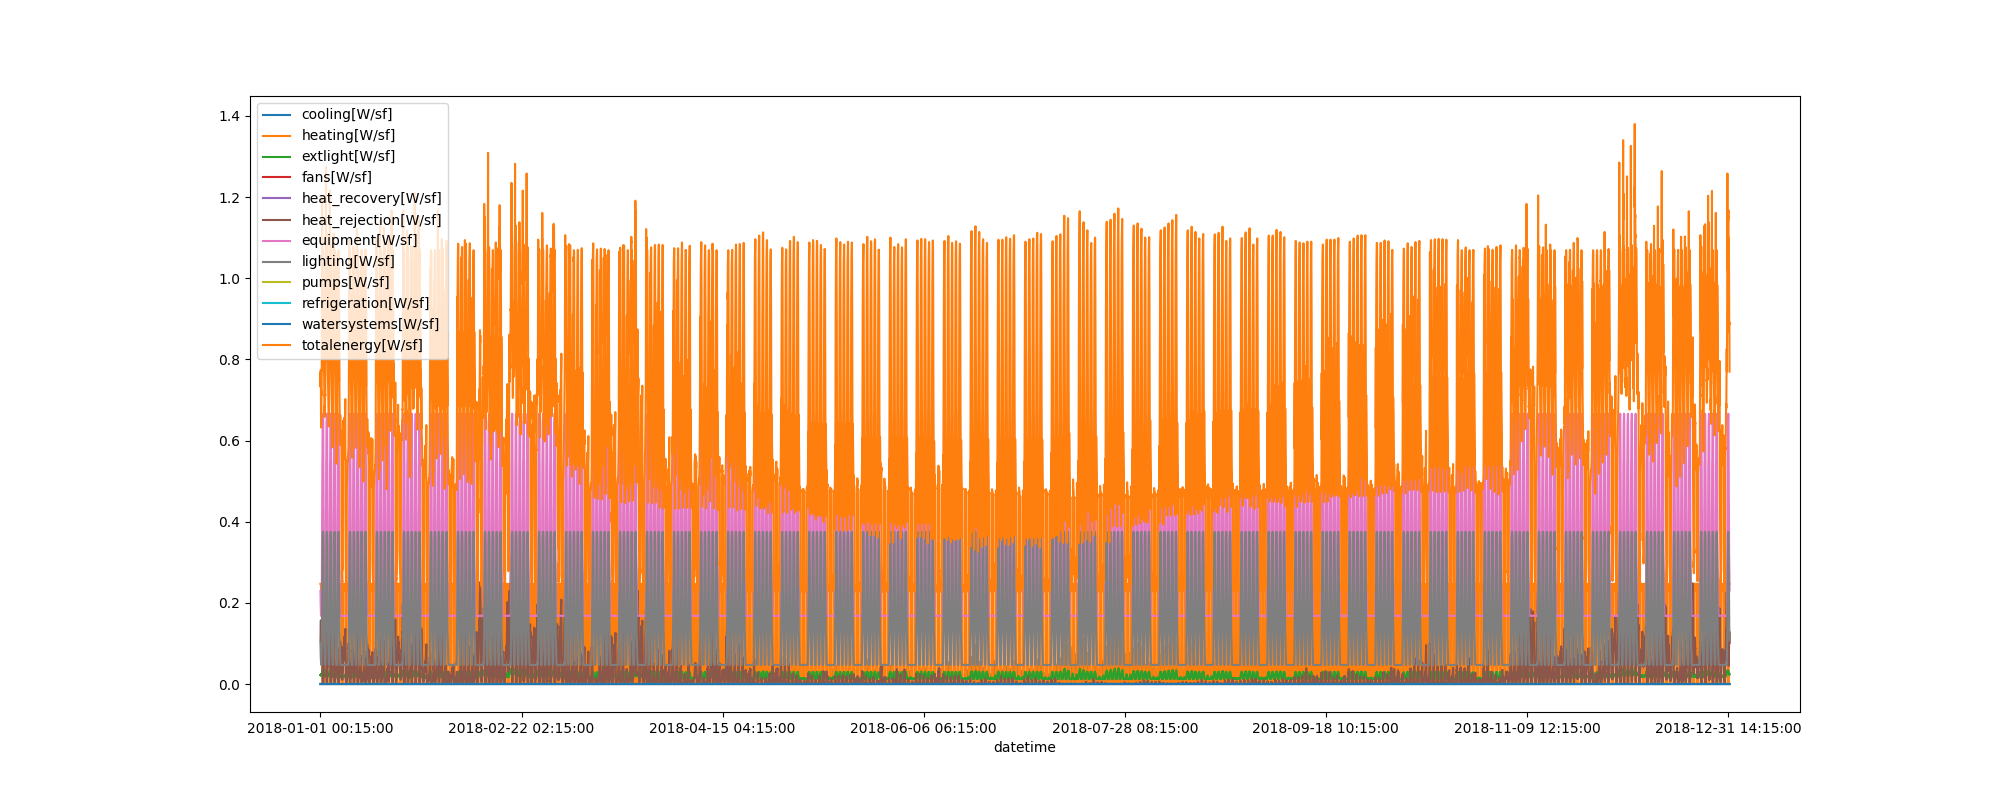 1.4
1.2
1.0
0.8
0.6
0.4
0.2
0.0
cooling[W/sf]
heating[W/sf]
extlight[W/sf]
fans[W/sf]
heat_recovery[W/sf]
heat_rejection[W/sf]
equipment[W/sf]
lighting[W/sf]
pumps[W/sf]
refrigeration[W/sf]
watersystems[W/sf]
totalenergy[W/sf]
2018-01-01 00:15:00
2018-02-22 02:15:00
2018-04-15 04:15:00
2018-06-06 06:15:00
2018-07-28 08:15:00
2018-09-18 10:15:00
2018-11-09 12:15:00
2018-12-31 14:15:00
datetime